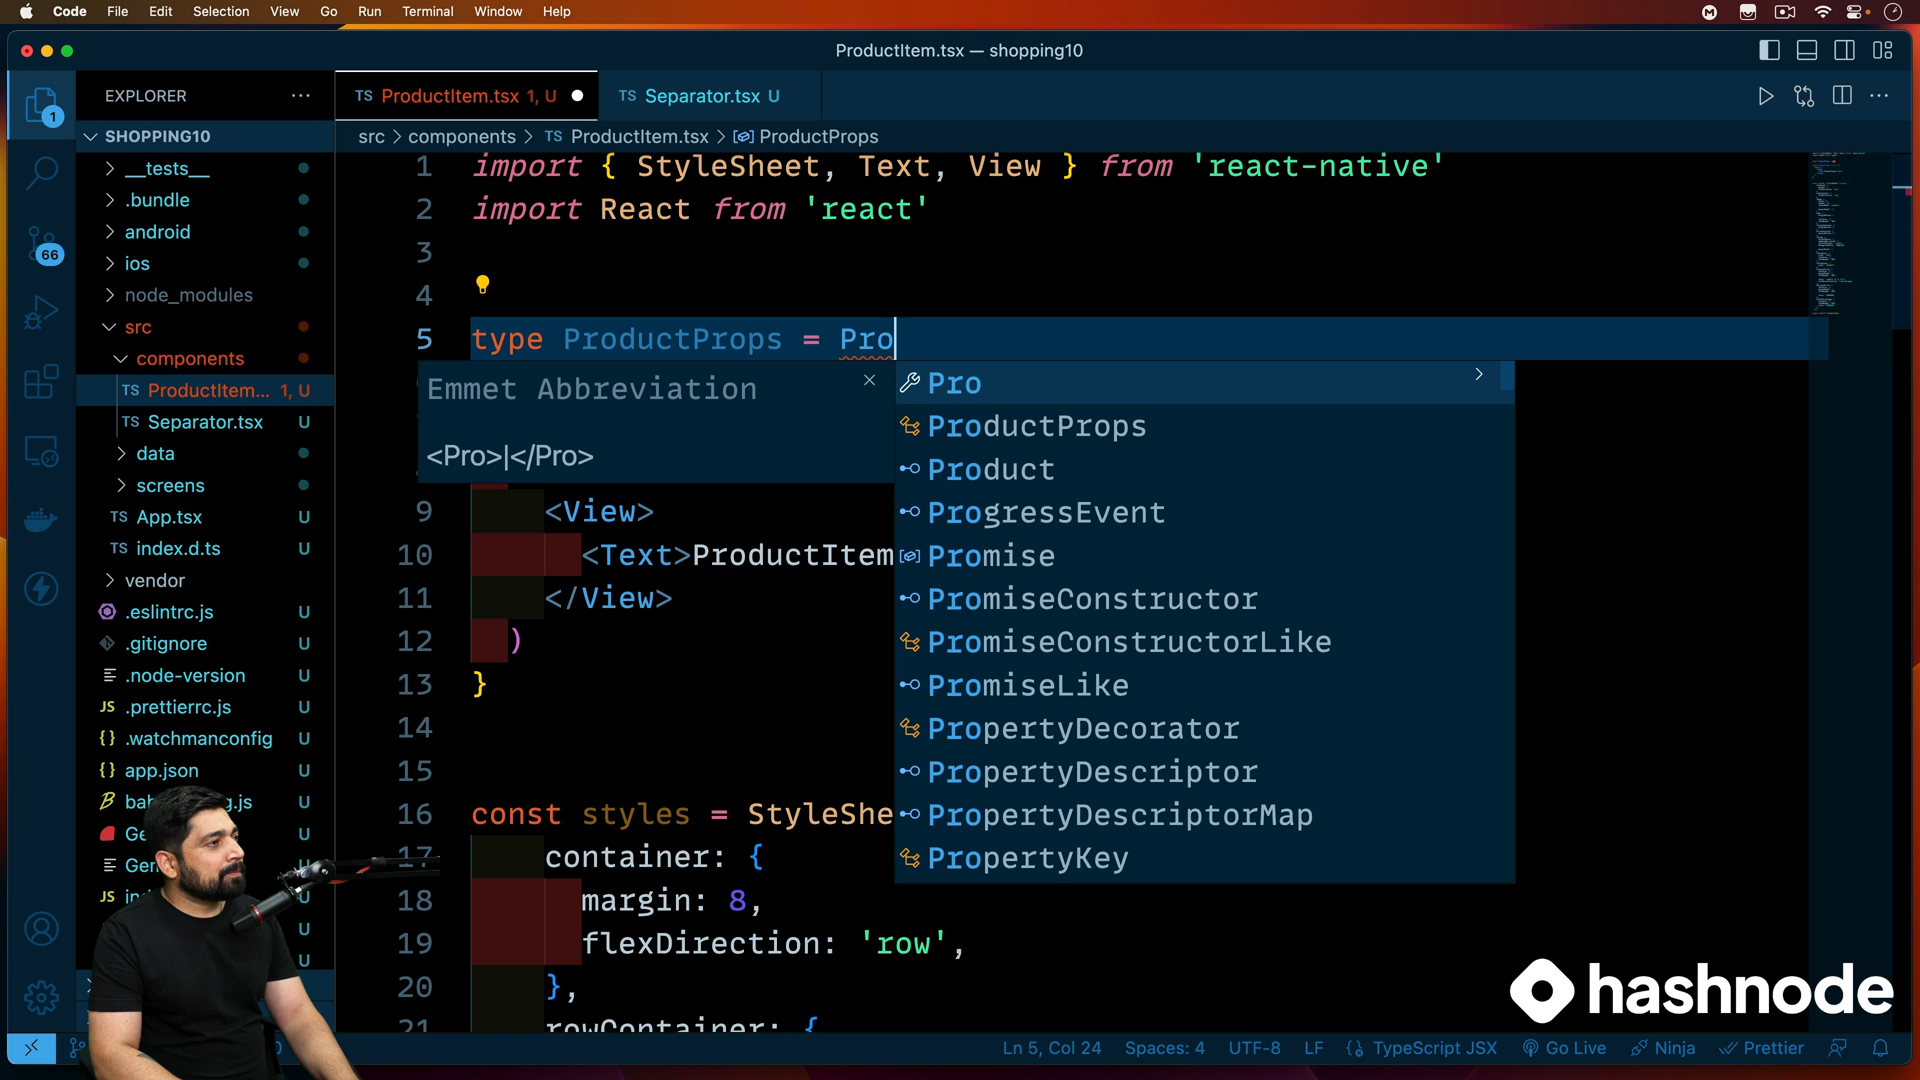 Code File Edit Selection View Go Run Terminal Window Help
ProductItem.tsx — shopping10
EXPLORER
SHOPPING10
__tests__
.bundle
android
ios
node_modules
src
components
TS ProductItem... 1, U
TS Separator.tsx U
data
screens
TS App.tsx U
TS index.d.ts U
vendor
.eslintrc.js U
.gitignore U
.node-version U
JS .prettierrc.js U
{} .watchmanconfig U
{} app.json U
U
U
U
JS
U
U
1
66
TS ProductItem.tsx 1, U
TS Separator.tsx U
src > components > TS ProductItem.tsx > ProductProps
1 import { StyleSheet, Text, View } from 'react-native'
2 import React from 'react'
3
4
5 type ProductProps = Pro
Emmet Abbreviation
<Pro>|</Pro>
Pro
ProductProps
Product
ProgressEvent
Promise
PromiseConstructor
PromiseConstructorLike
PromiseLike
PropertyDecorator
PropertyDescriptor
PropertyDescriptorMap
PropertyKey
9 <View>
10 <Text>ProductItem
11 </View>
12 )
13 }
14
15
16 const styles = StyleShe
17 container: {
18 margin: 8,
19 flexDirection: 'row',
20 },
21 rowContainer: {
hashnode
Ln 5, Col 24 Spaces: 4 UTF-8 LF {} TypeScript JSX Go Live Ninja Prettier